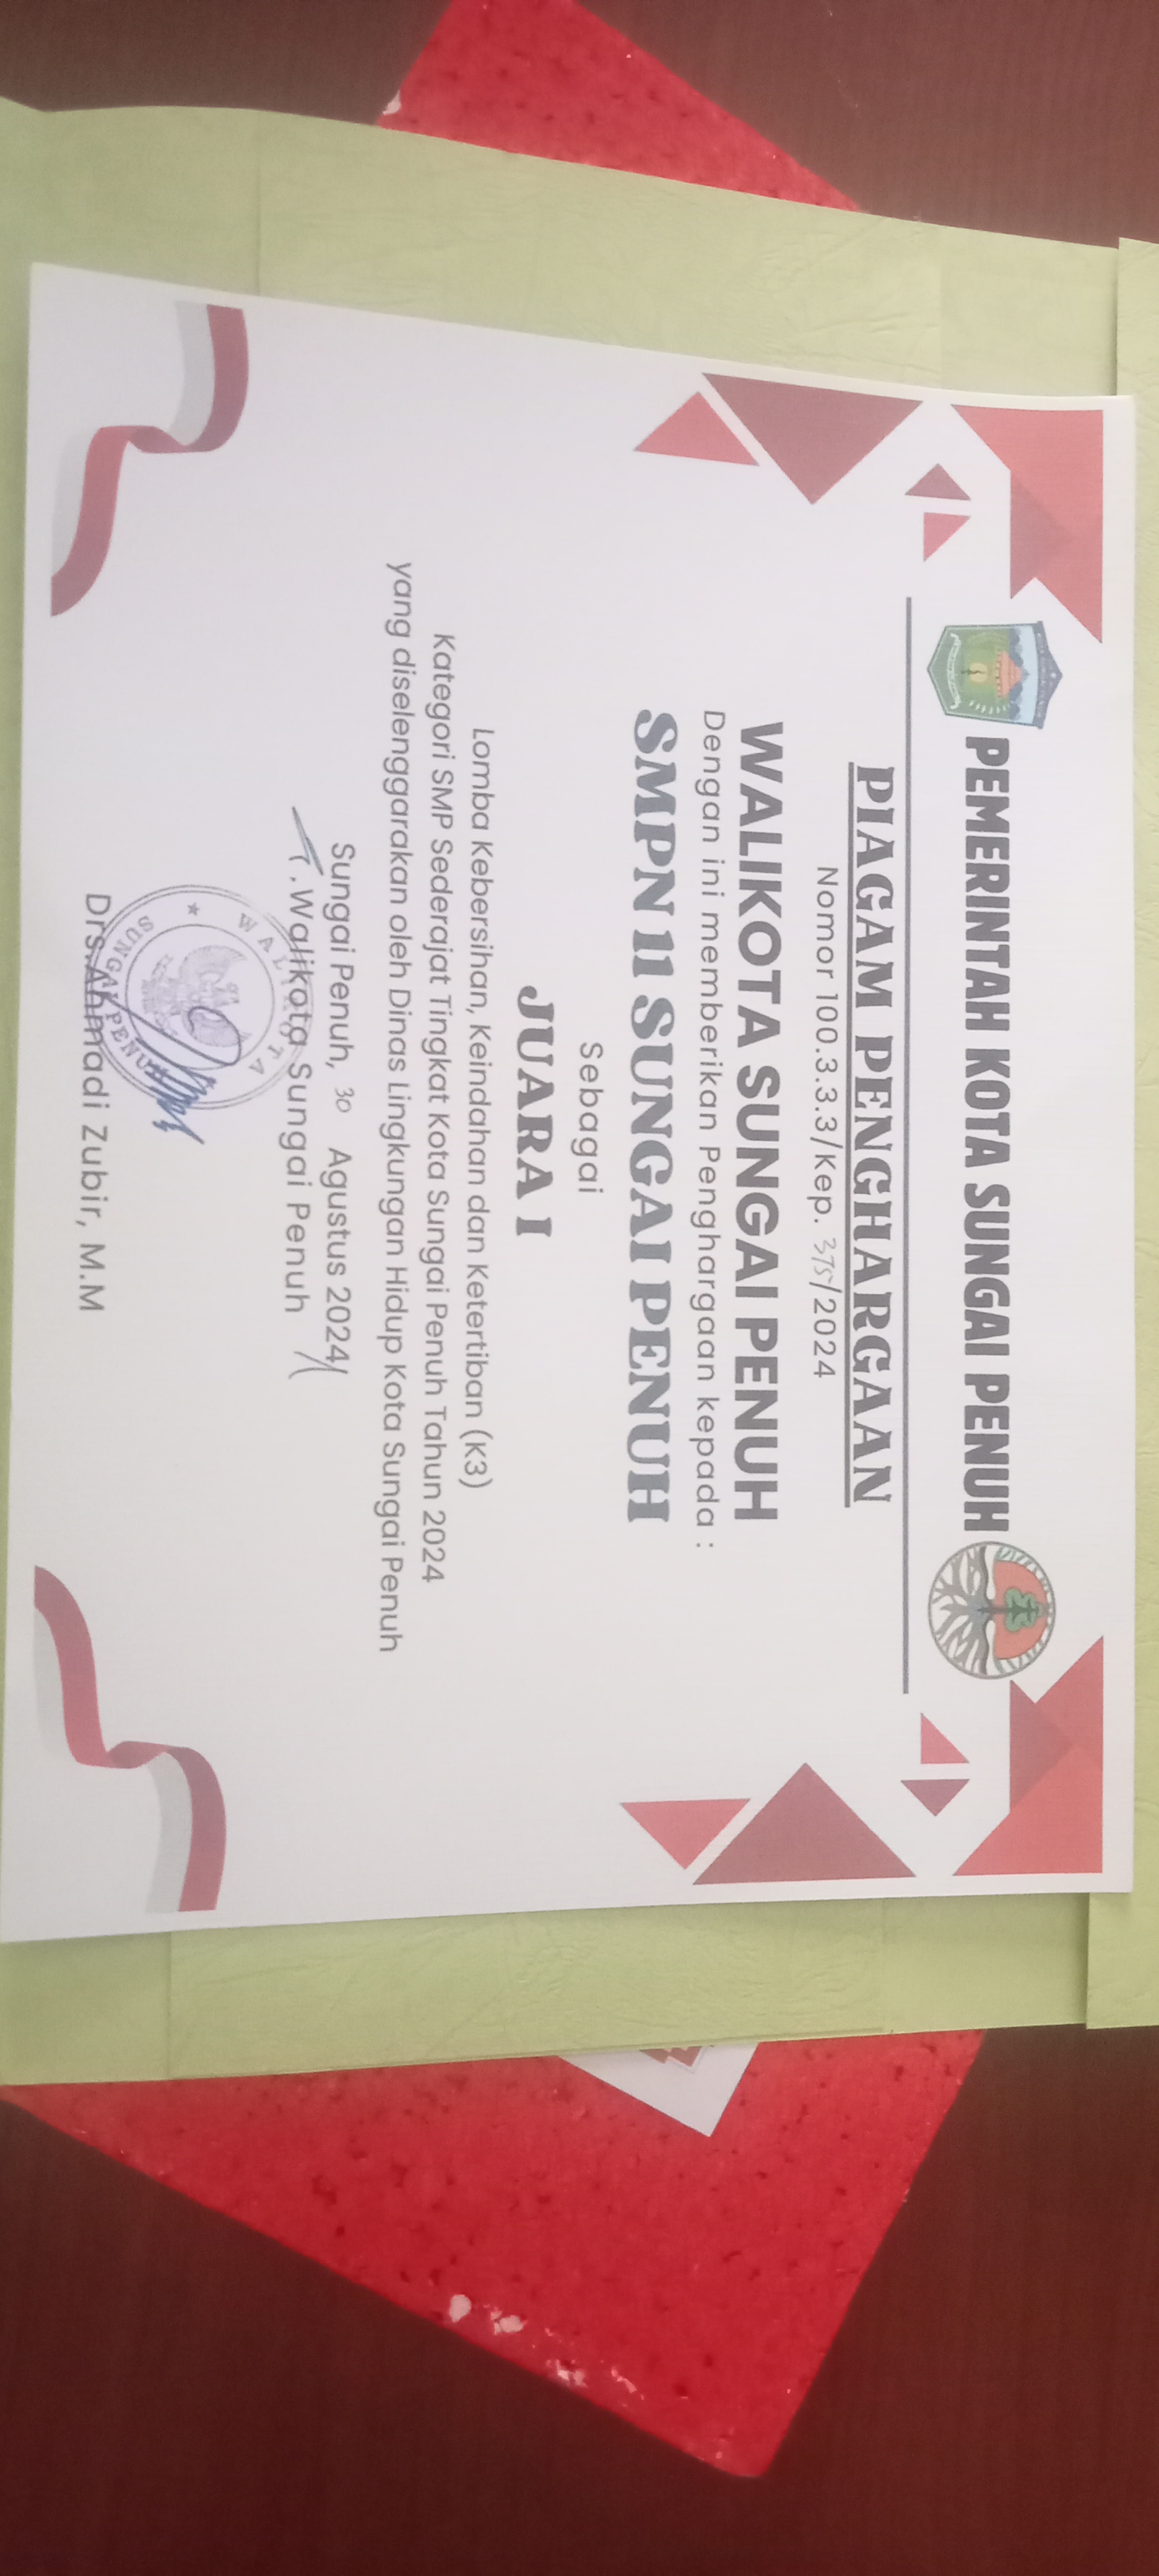 PEMERINTAH KOTA SUNGAI PENUH
PIAGAM PENGHARGAAN
Nomor 100.3.3.3/Kep. 375/2024
WALIKOTA SUNGAI PENUH
Dengan ini memberikan Penghargaan kepada :
SMPN 11 SUNGAI PENUH
Sebagai
JUARA I
Lomba Kebersihan, Keindahan dan Ketertiban (K3)
Kategori SMP Sederajat Tingkat Kota Sungai Penuh Tahun 2024
yang diselenggarakan oleh Dinas Lingkungan Hidup Kota Sungai Penuh
Sungai Penuh, 30 Agustus 2024
Walikota Sungai Penuh
WALIKOTA
SUNGAI PENUH
Drs.Ahmadi Zubir, M.M